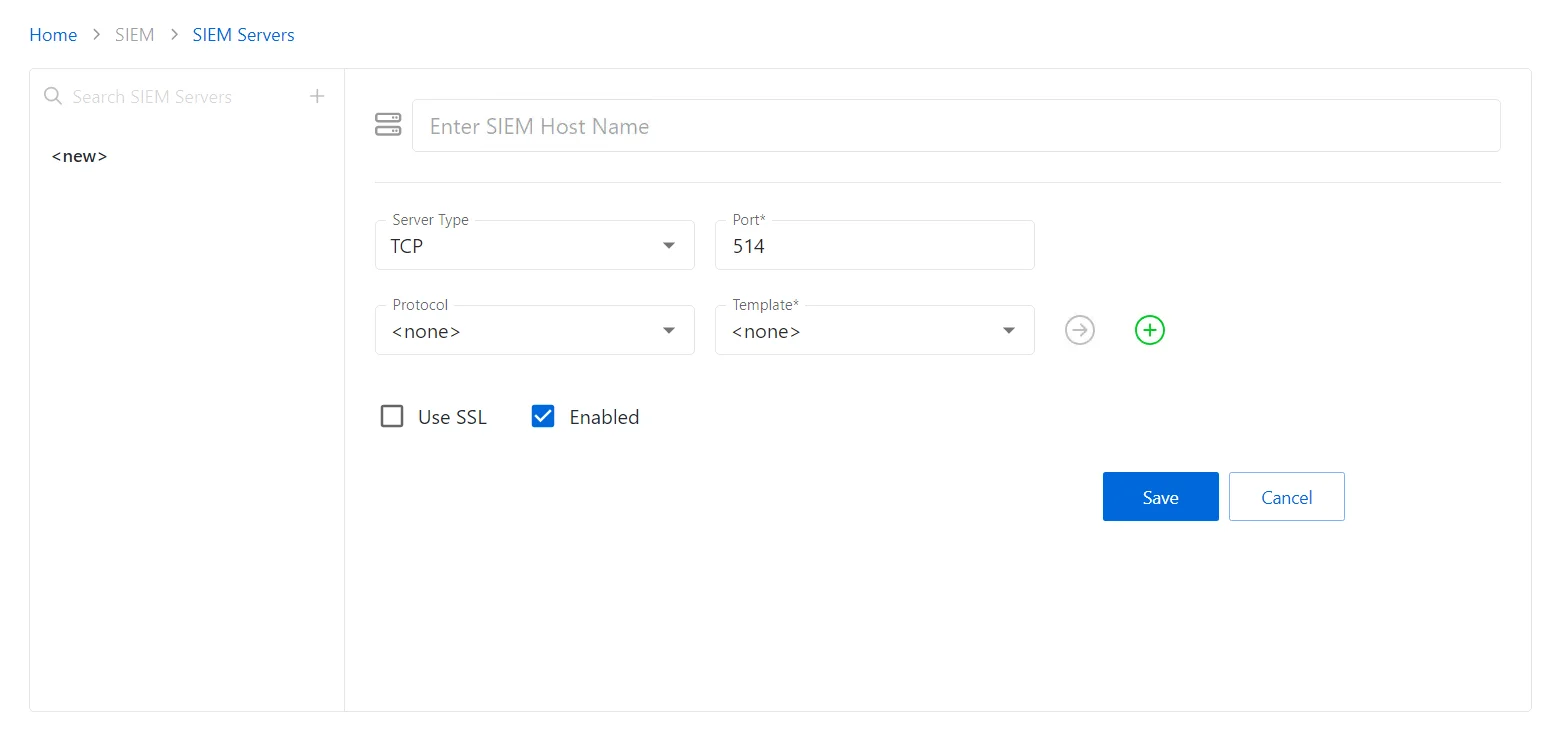 Home > SIEM > SIEM Servers
Search SIEM Servers
<new>
Enter SIEM Host Name
Server Type
TCP
Port*
514
Protocol
<none>
Template*
<none>
Use SSL
Enabled
Save
Cancel